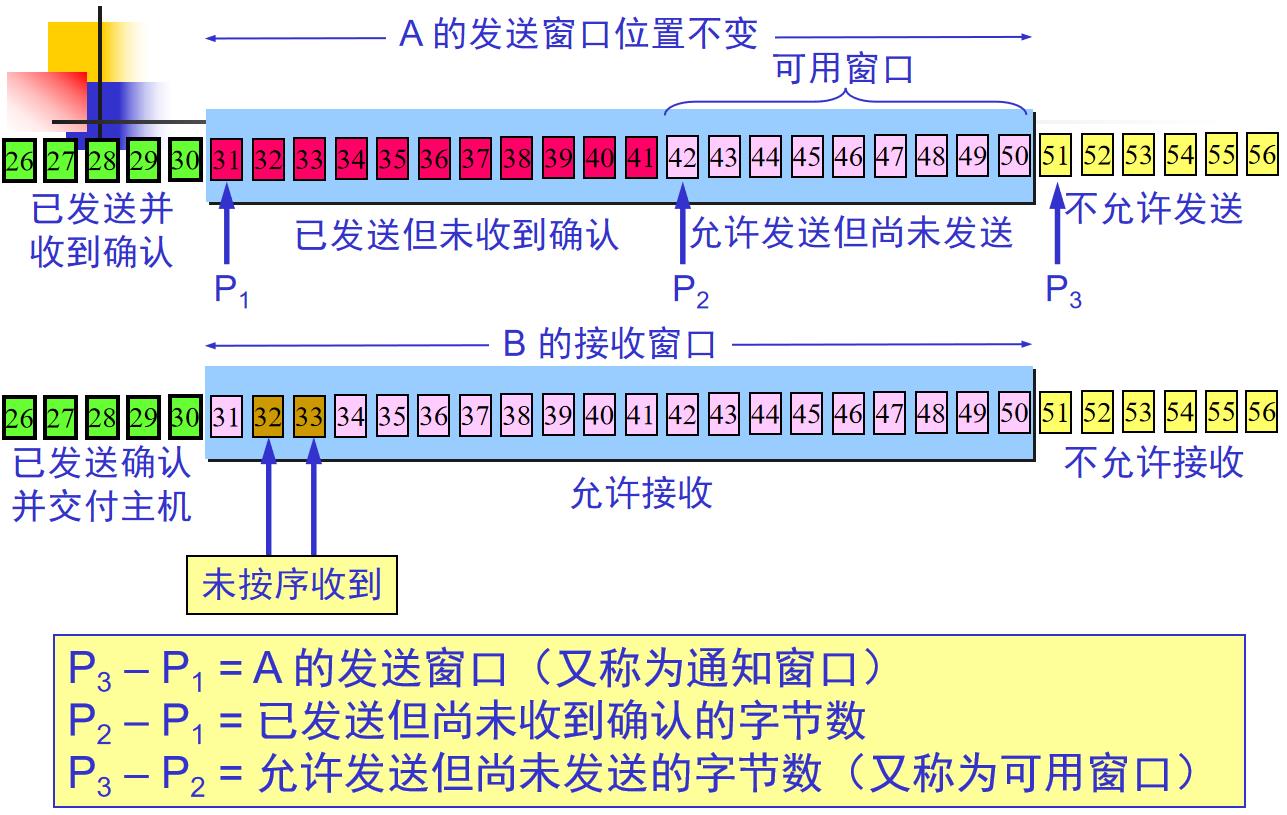 A 的发送窗口位置不变
可用窗口
26 27 28 29 30 31 32 33 34 35 36 37 38 39 40 41 42 43 44 45 46 47 48 49 50 51 52 53 54 55 56
已发送并
收到确认
已发送但未收到确认
允许发送但尚未发送
不允许发送
P1 P2 P3
B 的接收窗口
26 27 28 29 30 31 32 33 34 35 36 37 38 39 40 41 42 43 44 45 46 47 48 49 50 51 52 53 54 55 56
已发送确认
并交付主机
允许接收
不允许接收
未按序收到
P3 – P1 = A 的发送窗口（又称为通知窗口）
P2 – P1 = 已发送但尚未收到确认的字节数
P3 – P2 = 允许发送但尚未发送的字节数（又称为可用窗口）